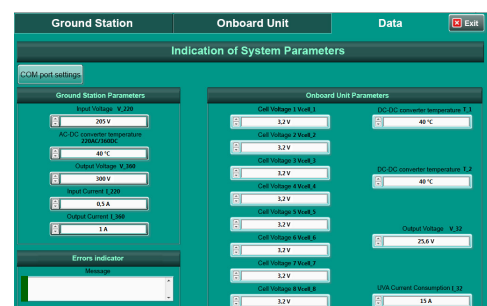 Ground Station
Onboard Unit
Data
Exit
Indication of System Parameters
COM port settings
Ground Station Parameters
Input Voltage V_220
205 V
AC-DC converter temperature
220AC/360DC
40 °C
Output Voltage V_360
300 V
Input Current I_220
0,5 A
Output Current I_360
1 A
Errors indicator
Message
Onboard Unit Parameters
Cell Voltage 1 Vcell_1
3,2 V
Cell Voltage 2 Vcell_2
3,2 V
Cell Voltage 3 Vcell_3
3,2 V
Cell Voltage 4 Vcell_4
3,2 V
Cell Voltage 5 Vcell_5
3,2 V
Cell Voltage 6 Vcell_6
3,2 V
Cell Voltage 7 Vcell_7
3,2 V
Cell Voltage 8 Vcell_8
3,2 V
DC-DC converter temperature T_1
40 °C
DC-DC converter temperature T_2
40 °C
Output Voltage V_32
25,6 V
UVA Current Consumption I_32
15 A